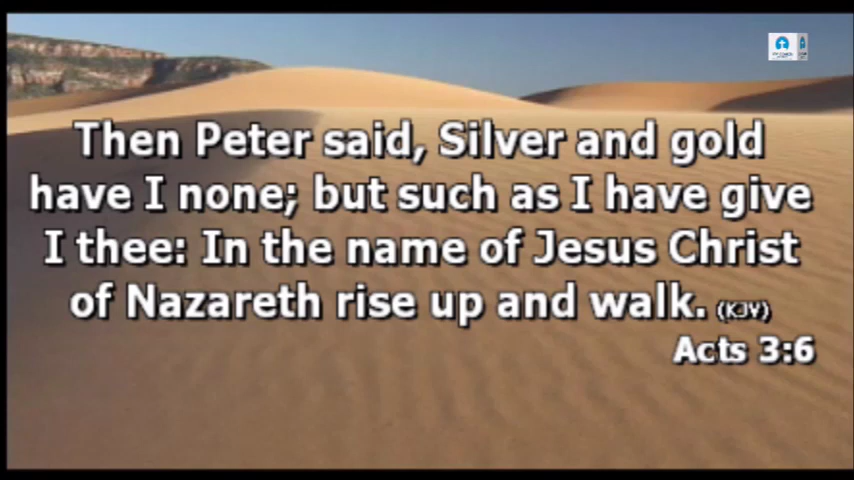 Then Peter said, Silver and gold
have I none; but such as I have give
I thee: In the name of Jesus Christ
of Nazareth rise up and walk. (KJV)
Acts 3:6